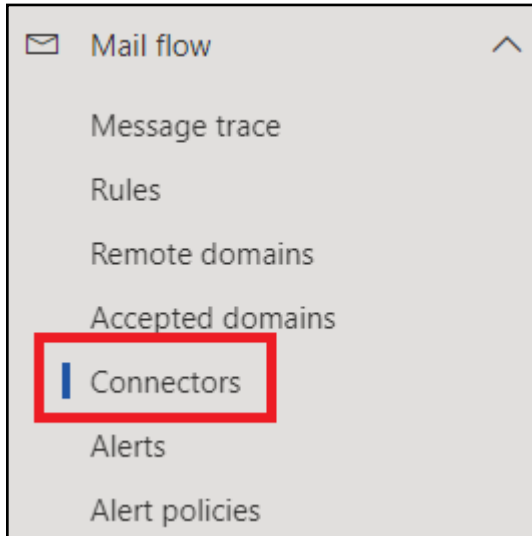 Mail flow
Message trace
Rules
Remote domains
Accepted domains
Connectors
Alerts
Alert policies